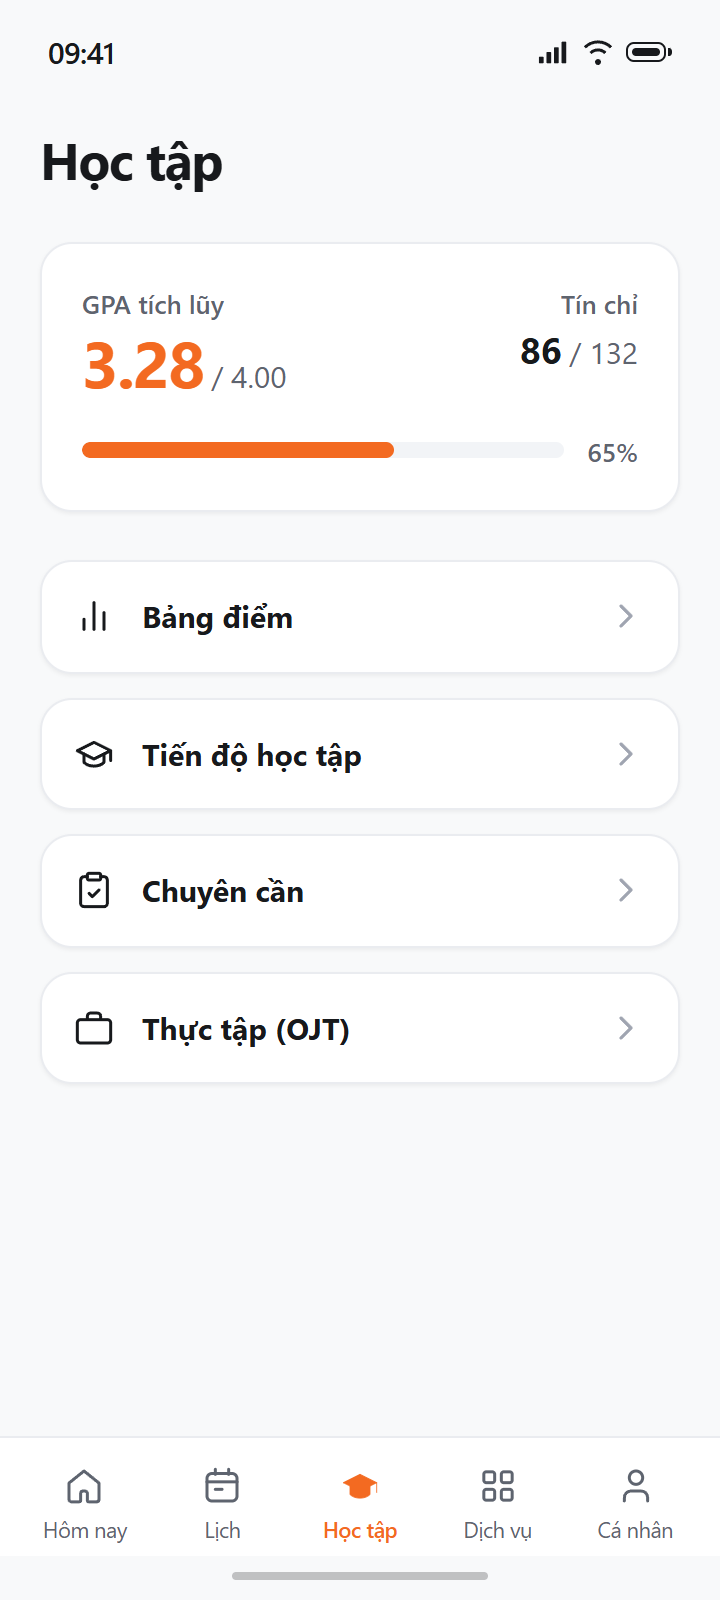 09:41
Học tập
GPA tích lũy
Tín chỉ
3.28 / 4.00
86 / 132
65%
Bảng điểm
Tiến độ học tập
Chuyên cần
Thực tập (OJT)
Hôm nay
Lịch
Học tập
Dịch vụ
Cá nhân